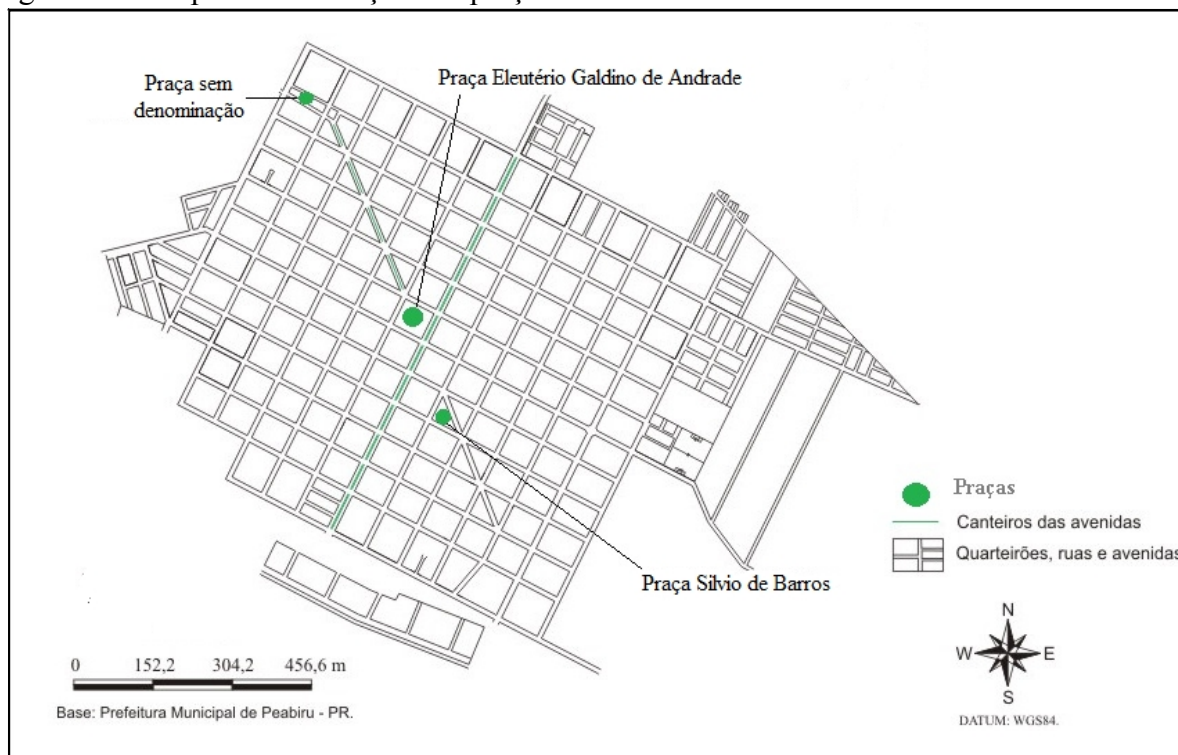 Praça Eleutério Galdino de Andrade
Praça sem
denominação
Praças
Canteiros das avenidas
Quarteirões, ruas e avenidas
Praça Silvio de Barros
N
W
E
S
0 152,2 304,2 456,6 m
Base: Prefeitura Municipal de Peabiru - PR.
DATUM: WGS84.